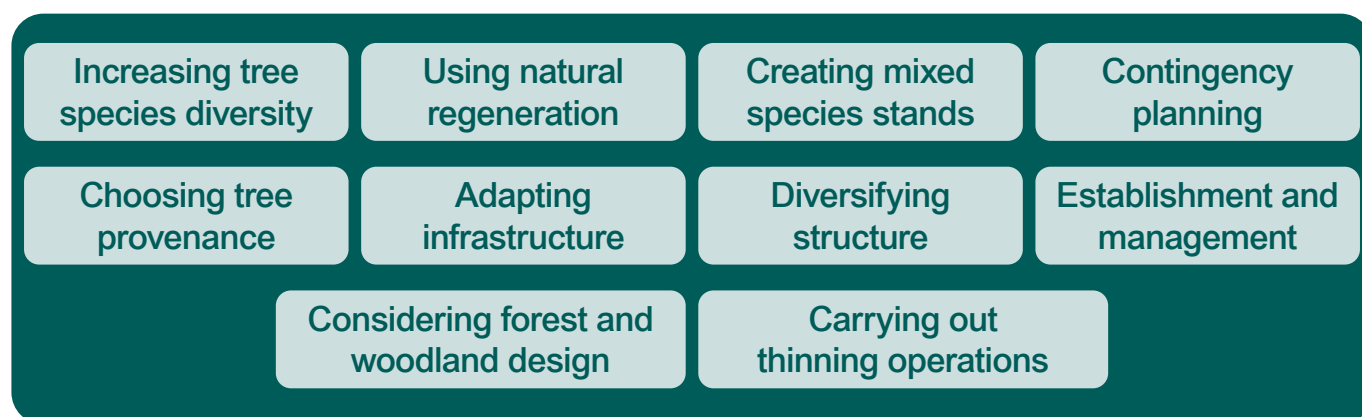 Increasing tree
species diversity
Using natural
regeneration
Creating mixed
species stands
Contingency
planning
Choosing tree
provenance
Adapting
infrastructure
Diversifying
structure
Establishment and
management
Considering forest and
woodland design
Carrying out
thinning operations